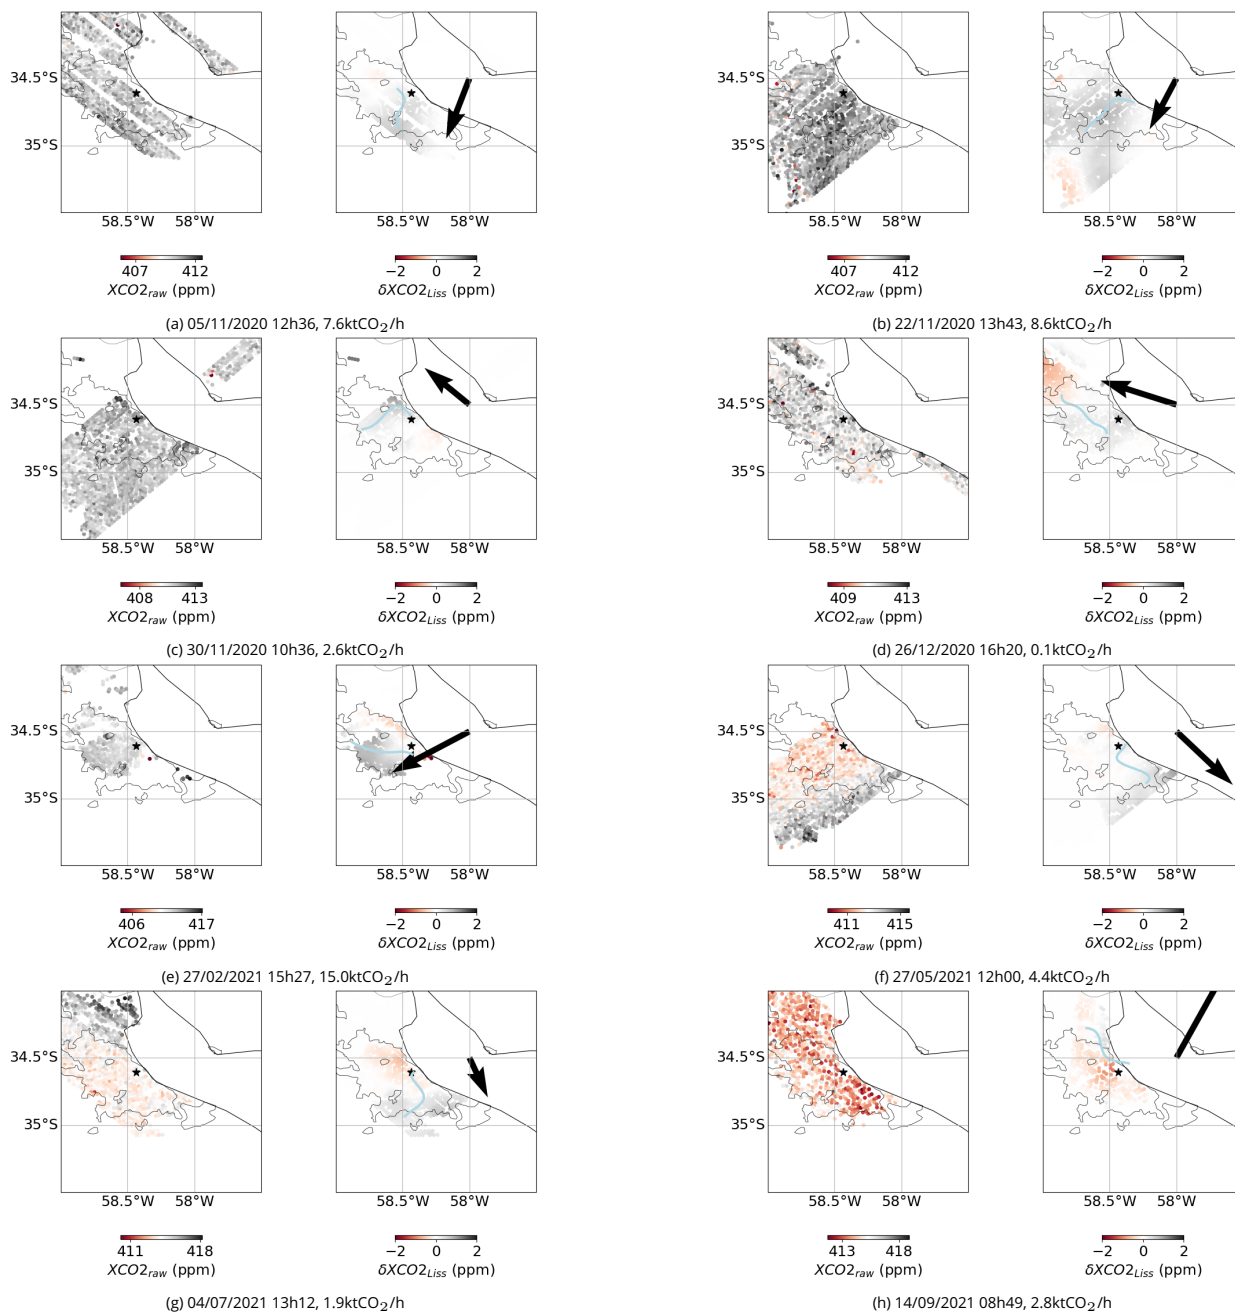 34.5°S
35°S
58.5°W 58°W
58.5°W 58°W
407 412
XCO2raw (ppm)
−2 0 2
δXCO2Liss (ppm)
(a) 05/11/2020 12h36, 7.6ktCO2/h
34.5°S
35°S
58.5°W 58°W
58.5°W 58°W
407 412
XCO2raw (ppm)
−2 0 2
δXCO2Liss (ppm)
(b) 22/11/2020 13h43, 8.6ktCO2/h
34.5°S
35°S
58.5°W 58°W
58.5°W 58°W
408 413
XCO2raw (ppm)
−2 0 2
δXCO2Liss (ppm)
(c) 30/11/2020 10h36, 2.6ktCO2/h
34.5°S
35°S
58.5°W 58°W
58.5°W 58°W
409 413
XCO2raw (ppm)
−2 0 2
δXCO2Liss (ppm)
(d) 26/12/2020 16h20, 0.1ktCO2/h
34.5°S
35°S
58.5°W 58°W
58.5°W 58°W
406 417
XCO2raw (ppm)
−2 0 2
δXCO2Liss (ppm)
(e) 27/02/2021 15h27, 15.0ktCO2/h
34.5°S
35°S
58.5°W 58°W
58.5°W 58°W
411 415
XCO2raw (ppm)
−2 0 2
δXCO2Liss (ppm)
(f) 27/05/2021 12h00, 4.4ktCO2/h
34.5°S
35°S
58.5°W 58°W
58.5°W 58°W
411 418
XCO2raw (ppm)
−2 0 2
δXCO2Liss (ppm)
(g) 04/07/2021 13h12, 1.9ktCO2/h
34.5°S
35°S
58.5°W 58°W
58.5°W 58°W
413 418
XCO2raw (ppm)
−2 0 2
δXCO2Liss (ppm)
(h) 14/09/2021 08h49, 2.8ktCO2/h